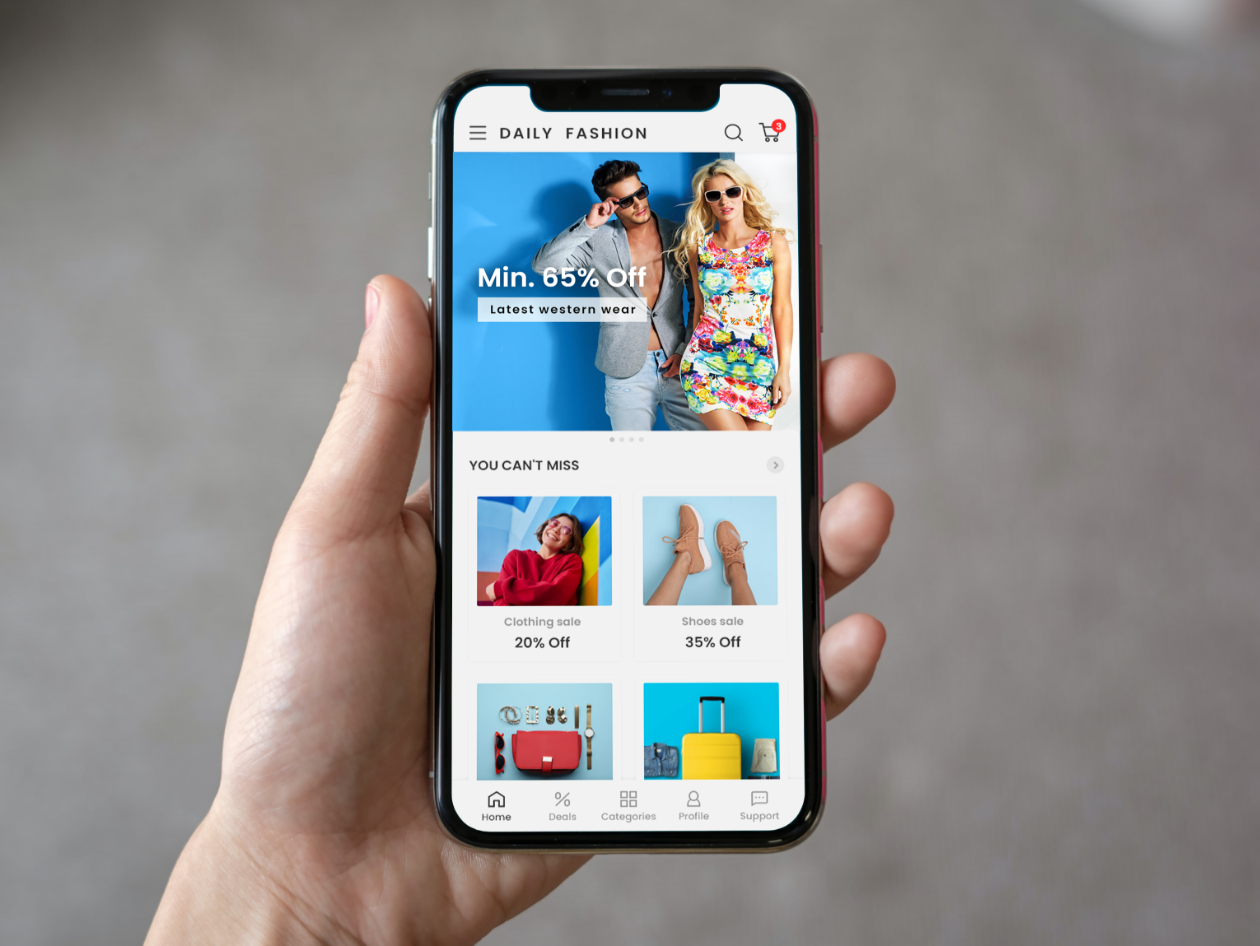 DAILY FASHION
3
Min. 65% Off
Latest western wear
YOU CAN'T MISS
Clothing sale
20% Off
Shoes sale
35% Off
Home
Deals
Categories
Profile
Support